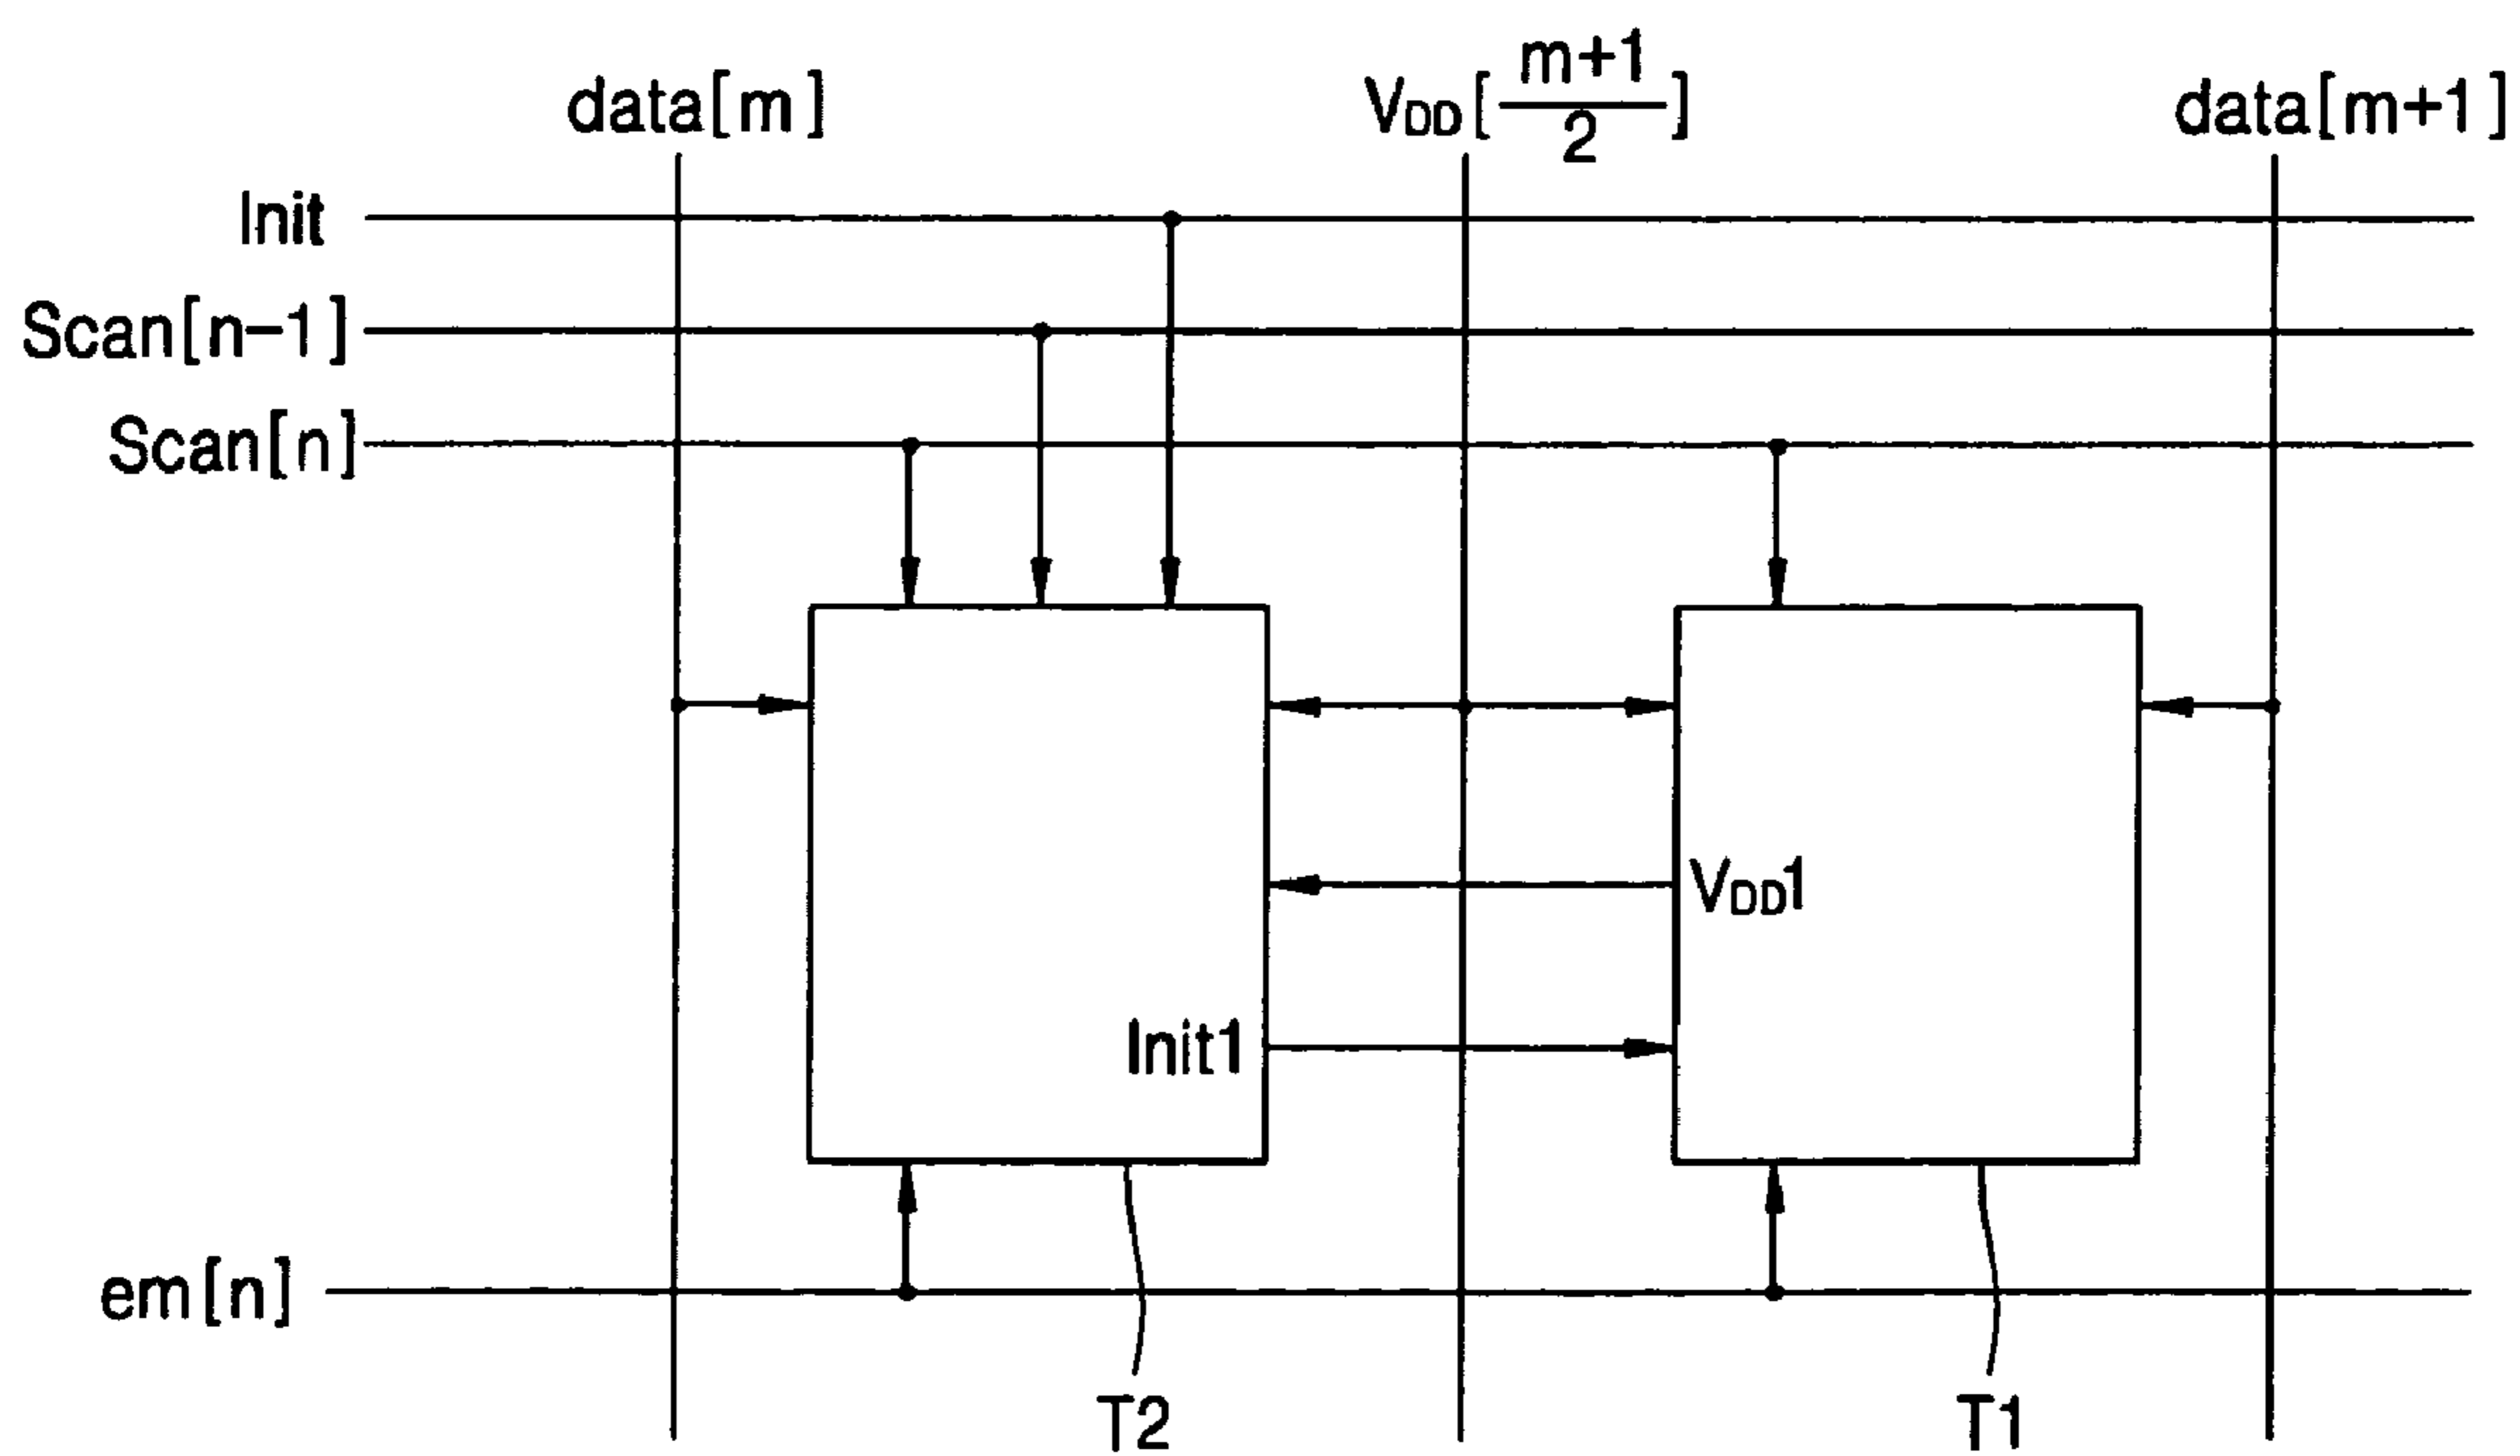 data[m]
VDD[m+1/2]
data[m+1]
Init
Scan[n-1]
Scan[n]
VDD1
Init1
em[n]
T2
T1